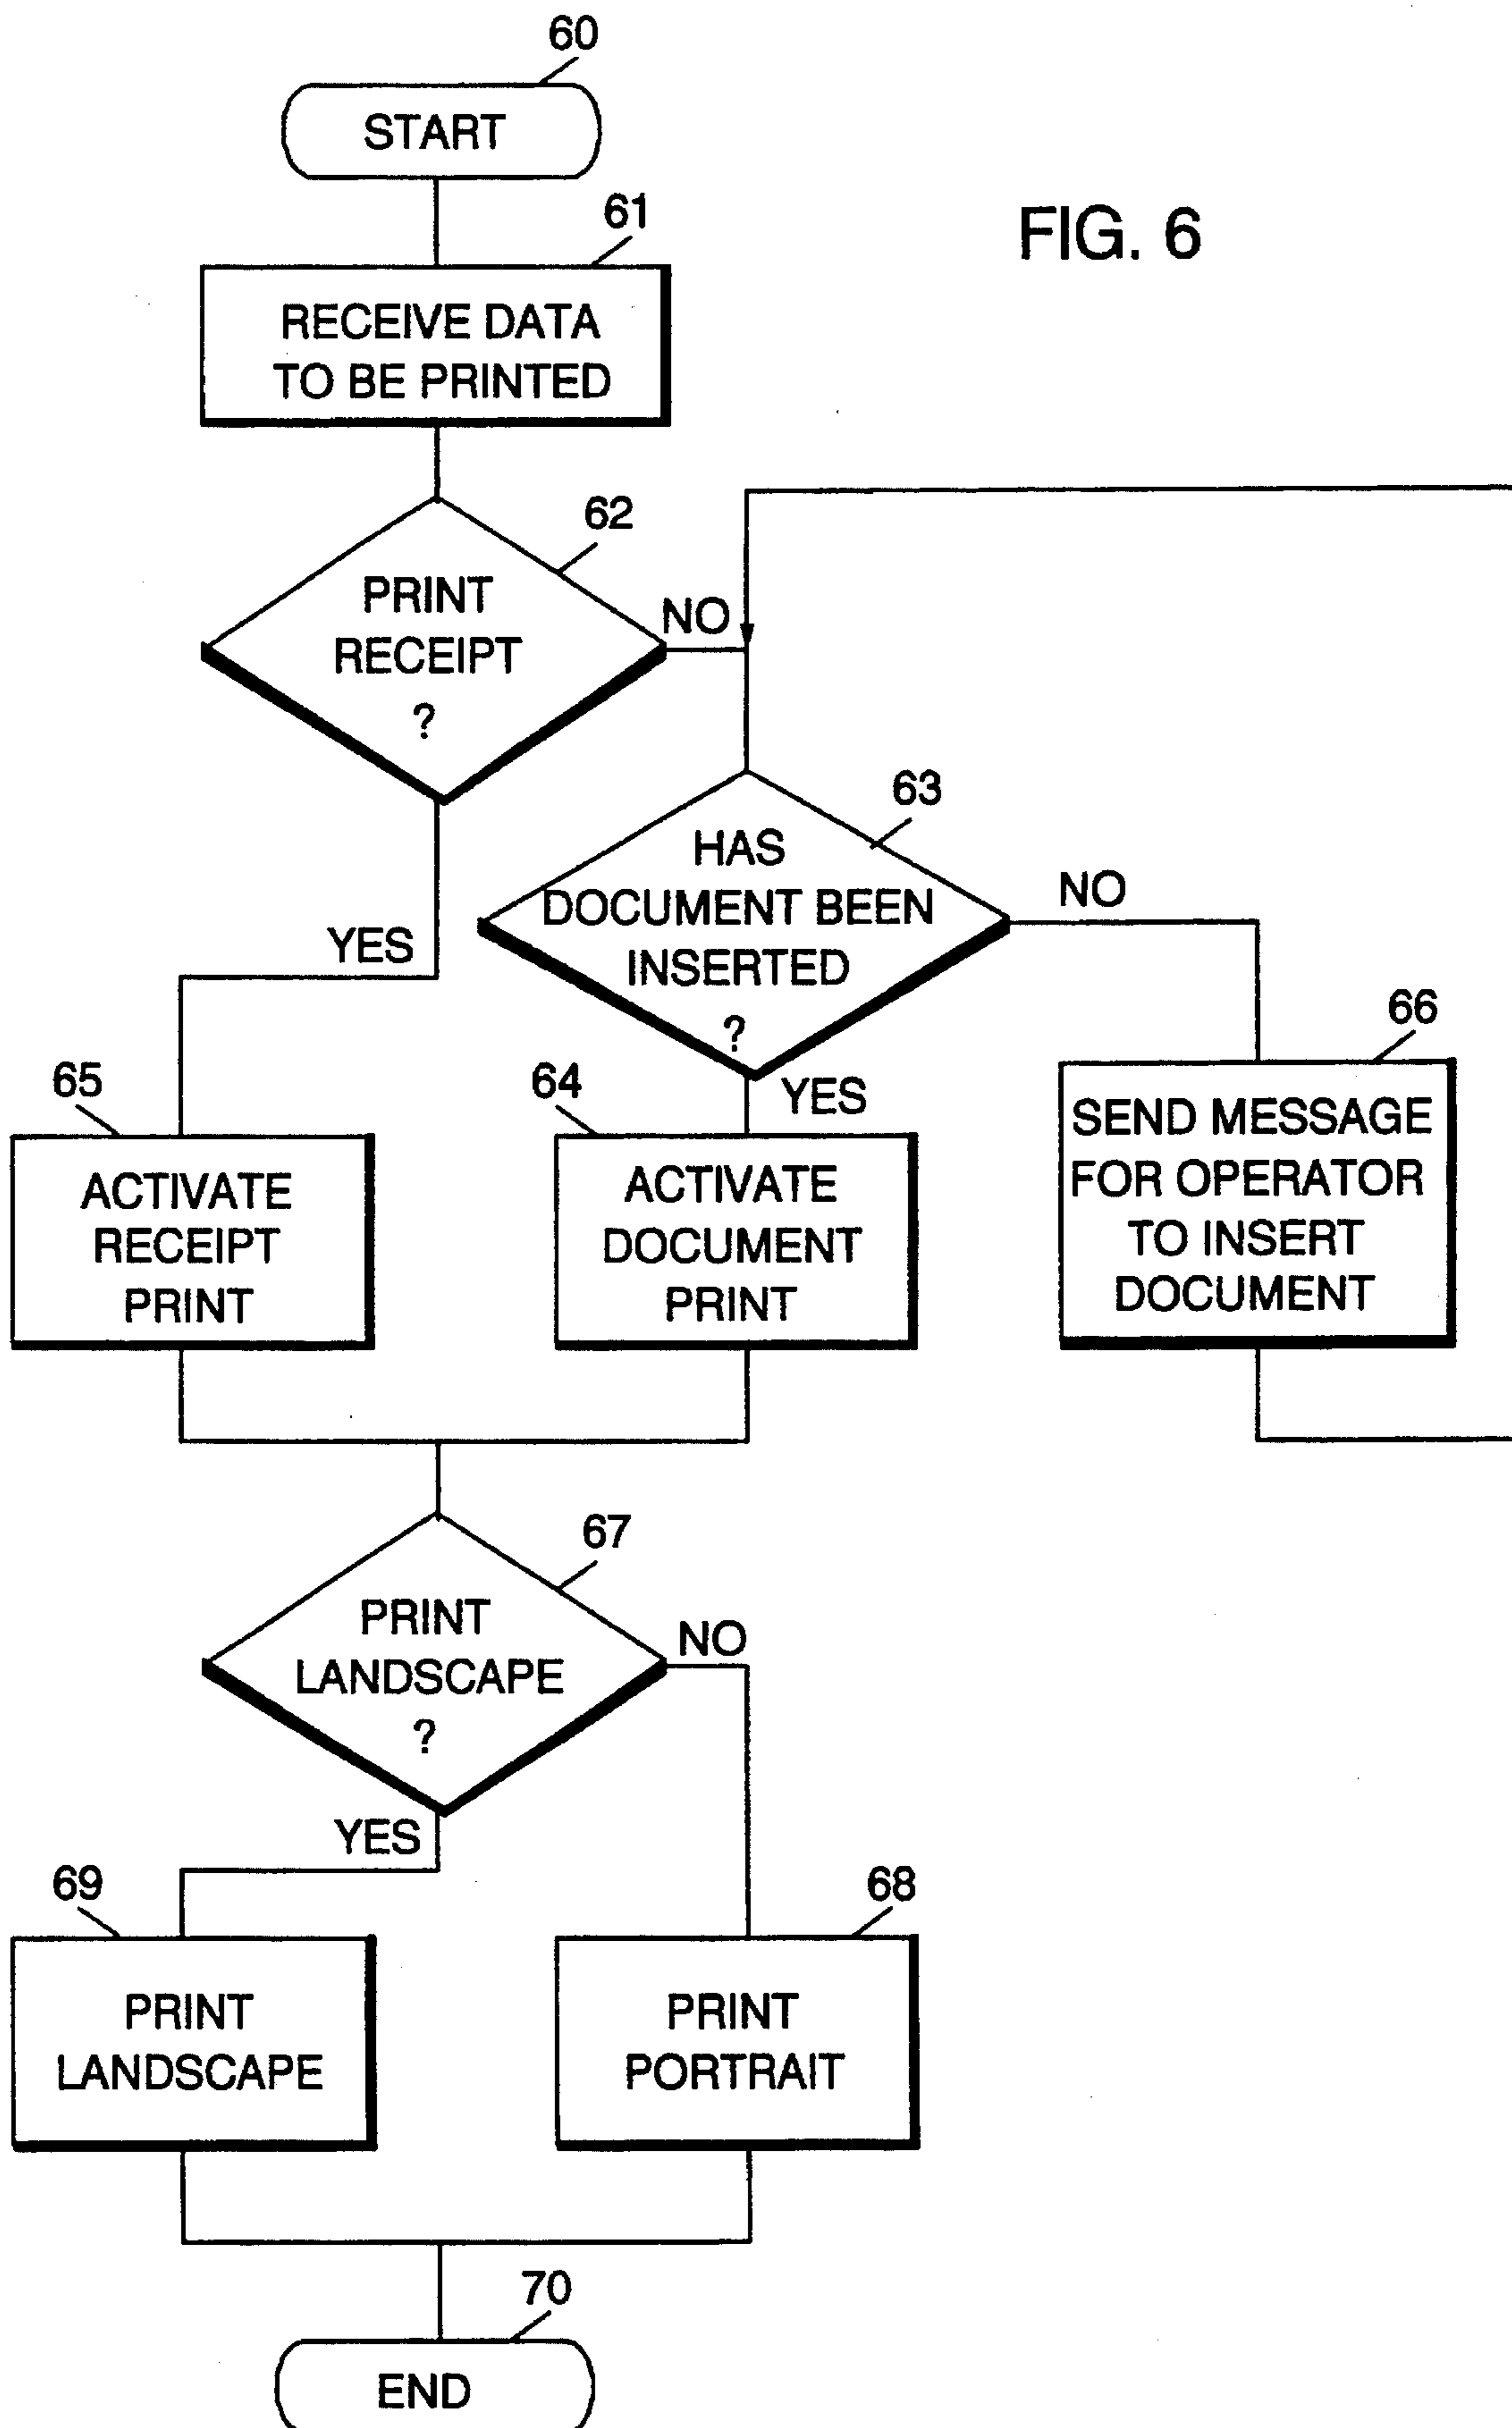 60
START
FIG. 6
61
RECEIVE DATA
TO BE PRINTED
62
PRINT
RECEIPT
?
NO
YES
63
HAS
DOCUMENT BEEN
INSERTED
?
NO
YES
65
ACTIVATE
RECEIPT
PRINT
64
ACTIVATE
DOCUMENT
PRINT
66
SEND MESSAGE
FOR OPERATOR
TO INSERT
DOCUMENT
67
PRINT
LANDSCAPE
?
NO
YES
69
PRINT
LANDSCAPE
68
PRINT
PORTRAIT
70
END